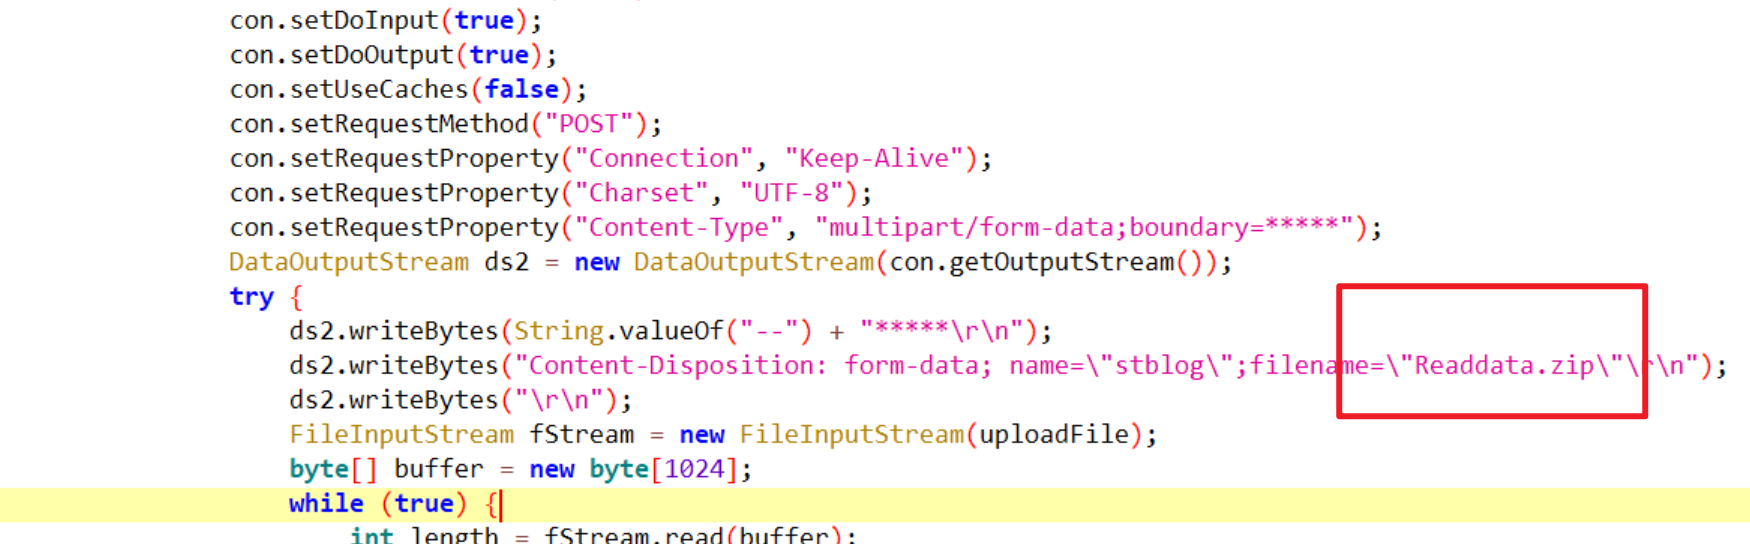 con.setDoInput(true);
con.setDoOutput(true);
con.setUseCaches(false);
con.setRequestMethod("POST");
con.setRequestProperty("Connection", "Keep-Alive");
con.setRequestProperty("Charset", "UTF-8");
con.setRequestProperty("Content-Type", "multipart/form-data;boundary=*****");
DataOutputStream ds2 = new DataOutputStream(con.getOutputStream());
try {
ds2.writeBytes(String.valueOf("--") + "*****\r\n");
ds2.writeBytes("Content-Disposition: form-data; name=\"stblog\";filename=\"Readdata.zip\"\r\n");
ds2.writeBytes("\r\n");
FileInputStream fStream = new FileInputStream(uploadFile);
byte[] buffer = new byte[1024];
while (true) {
int length = fStream.read(buffer);